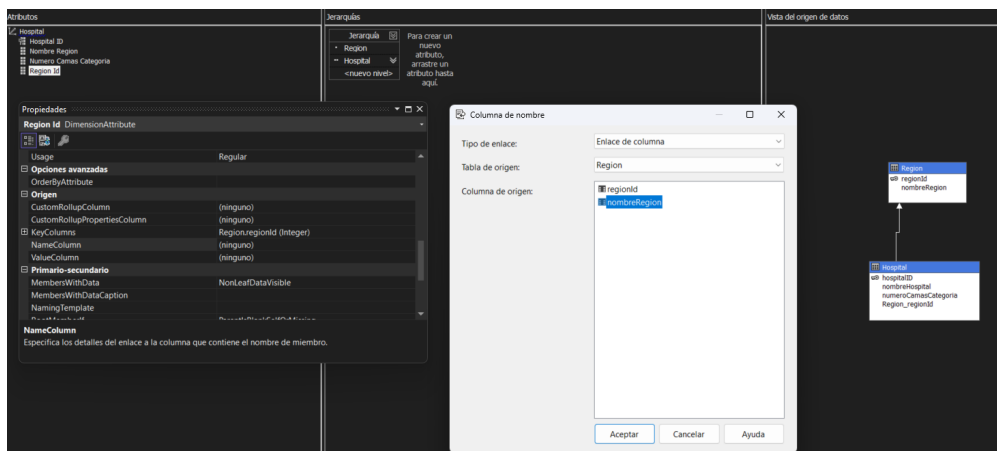 Atributos
Hospital
Hospital ID
Nombre Region
Numero Camas Categoria
Region Id
Jerarquías
Jerarquía
Region
Hospital
<nuevo nivel>
Para crear un
nuevo
atributo,
arrastre un
atributo hasta
aquí.
Vista del origen de datos
Propiedades
Region Id DimensionAttribute
Usage Regular
Opciones avanzadas
OrderByAttribute
Origen
CustomRollupColumn (ninguno)
CustomRollupPropertiesColumn (ninguno)
KeyColumns Region.regionId (Integer)
NameColumn (ninguno)
ValueColumn (ninguno)
Primario-secundario
MembersWithData NonLeafDataVisible
MembersWithDataCaption
NamingTemplate
NameColumn
Especifica los detalles del enlace a la columna que contiene el nombre de miembro.
Columna de nombre
Tipo de enlace: Enlace de columna
Tabla de origen: Region
Columna de origen: regionId
nombreRegion
Aceptar Cancelar Ayuda
Region
regionId
nombreRegion
Hospital
hospitalID
nombreHospital
numeroCamasCategoria
Region_regionId